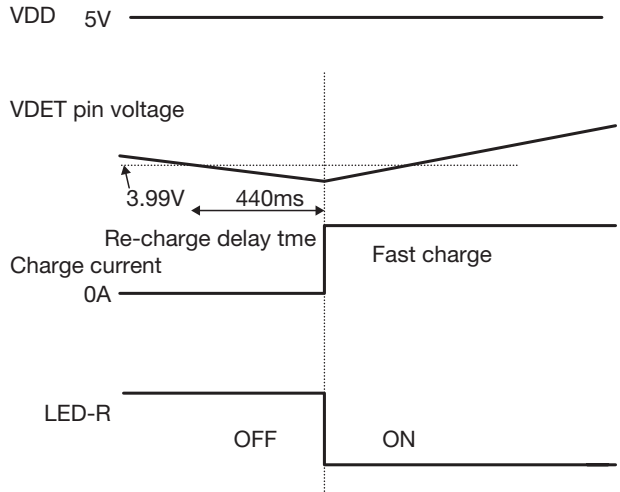 VDD 5V
VDET pin voltage
3.99V 440ms
Re-charge delay tme
Fast charge
Charge current
0A
LED-R
OFF ON